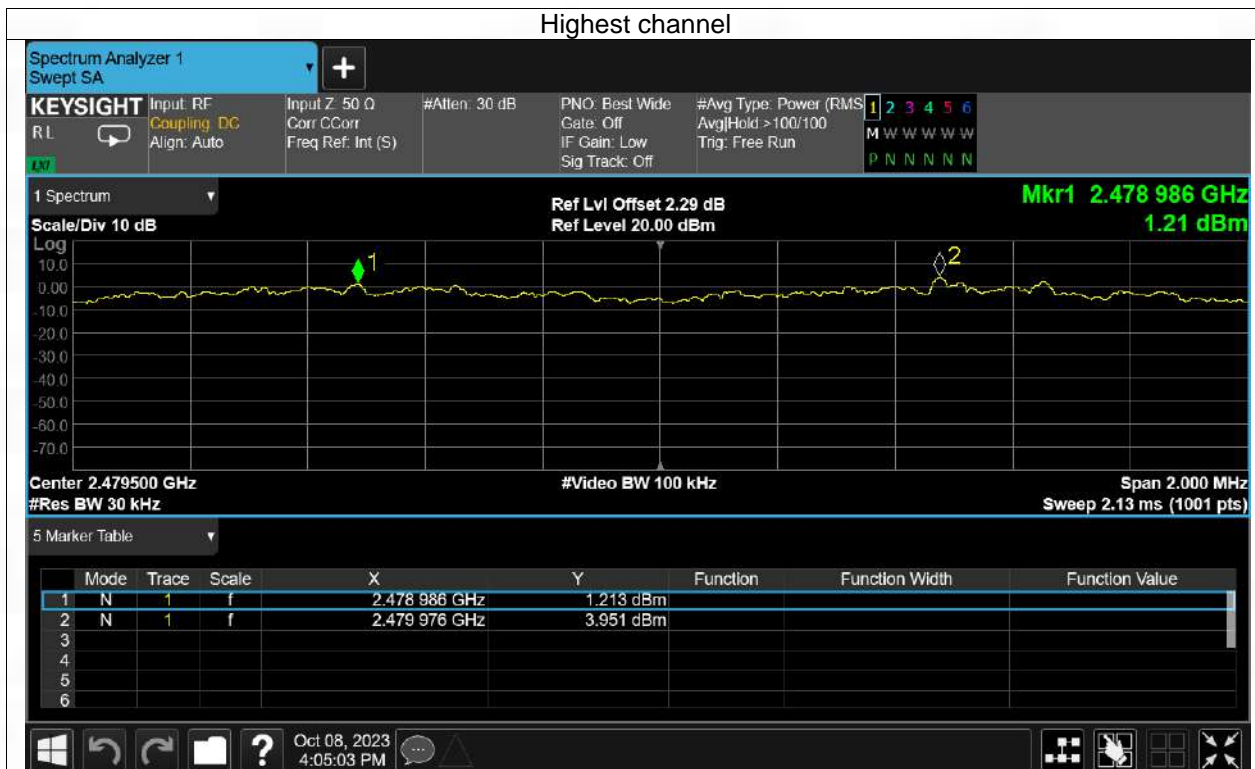 Highest channel
Spectrum Analyzer 1
Swept SA
+
KEYSIGHT Input: RF Input Z: 50 Ω #Atten: 30 dB PNO: Best Wide #Avg Type: Power (RMS 1 2 3 4 5 6
RL Coupling: DC Corr CCorr Gate: Off Avg|Hold >100/100 M W W W W W
Align: Auto Freq Ref: Int (S) IF Gain: Low Trig: Free Run
LXI Sig Track: Off P N N N N N
1 Spectrum Ref Lvl Offset 2.29 dB Mkr1 2.478 986 GHz
Scale/Div 10 dB Ref Level 20.00 dBm 1.21 dBm
Log
10.0 1 2
0.00
-10.0
-20.0
-30.0
-40.0
-50.0
-60.0
-70.0
Center 2.479500 GHz #Video BW 100 kHz Span 2.000 MHz
#Res BW 30 kHz Sweep 2.13 ms (1001 pts)
5 Marker Table
Mode Trace Scale X Y Function Function Width Function Value
1 N 1 f 2.478 986 GHz 1.213 dBm
2 N 1 f 2.479 976 GHz 3.951 dBm
3
4
5
6
? Oct 08, 2023
4:05:03 PM